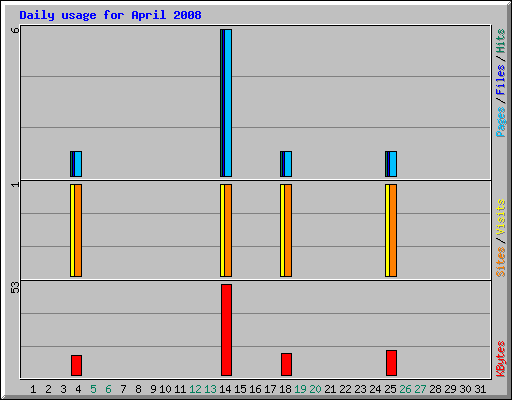 Daily usage for April 2008
6
1
53
Pages / Files / Hits
Sites / Visits
KBytes
1 2 3 4 5 6 7 8 9 10 11 12 13 14 15 16 17 18 19 20 21 22 23 24 25 26 27 28 29 30 31